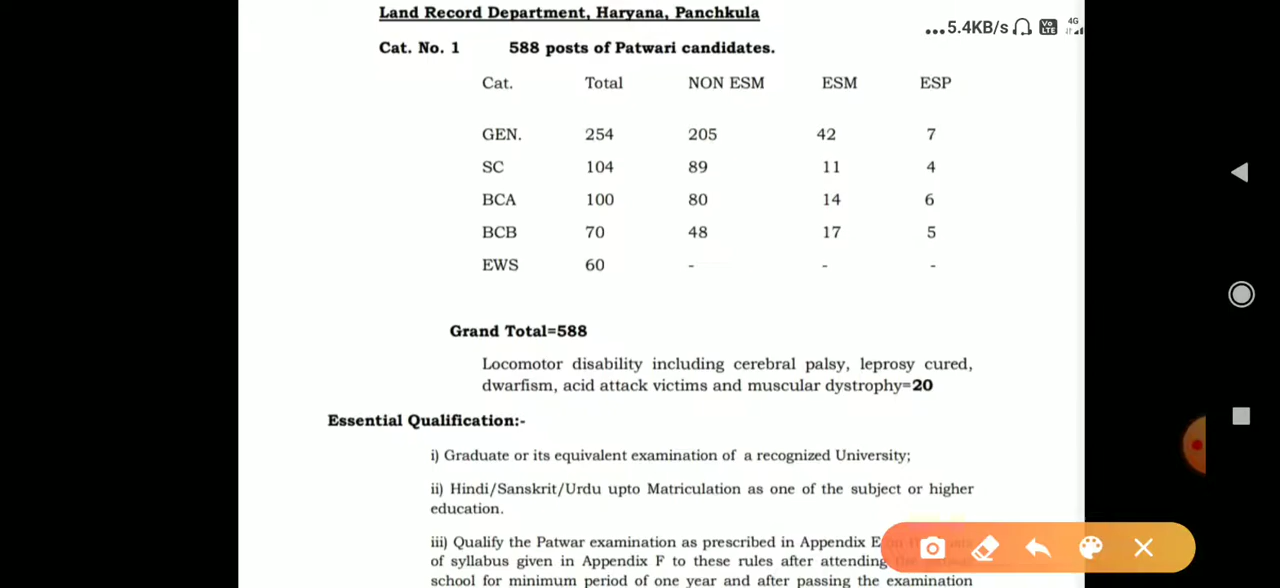 Land Record Department, Haryana, Panchkula
...5.4KB/s Vo LTE 4G
Cat. No. 1 588 posts of Patwari candidates.
Cat. Total NON ESM ESM ESP
GEN. 254 205 42 7
SC 104 89 11 4
BCA 100 80 14 6
BCB 70 48 17 5
EWS 60 - - -
Grand Total=588
Locomotor disability including cerebral palsy, leprosy cured,
dwarfism, acid attack victims and muscular dystrophy=20
Essential Qualification:-
i) Graduate or its equivalent examination of a recognized University;
ii) Hindi/Sanskrit/Urdu upto Matriculation as one of the subject or higher
education.
iii) Qualify the Patwar examination as prescribed in Appendix E
of syllabus given in Appendix F to these rules after attending
school for minimum period of one year and after passing the examination